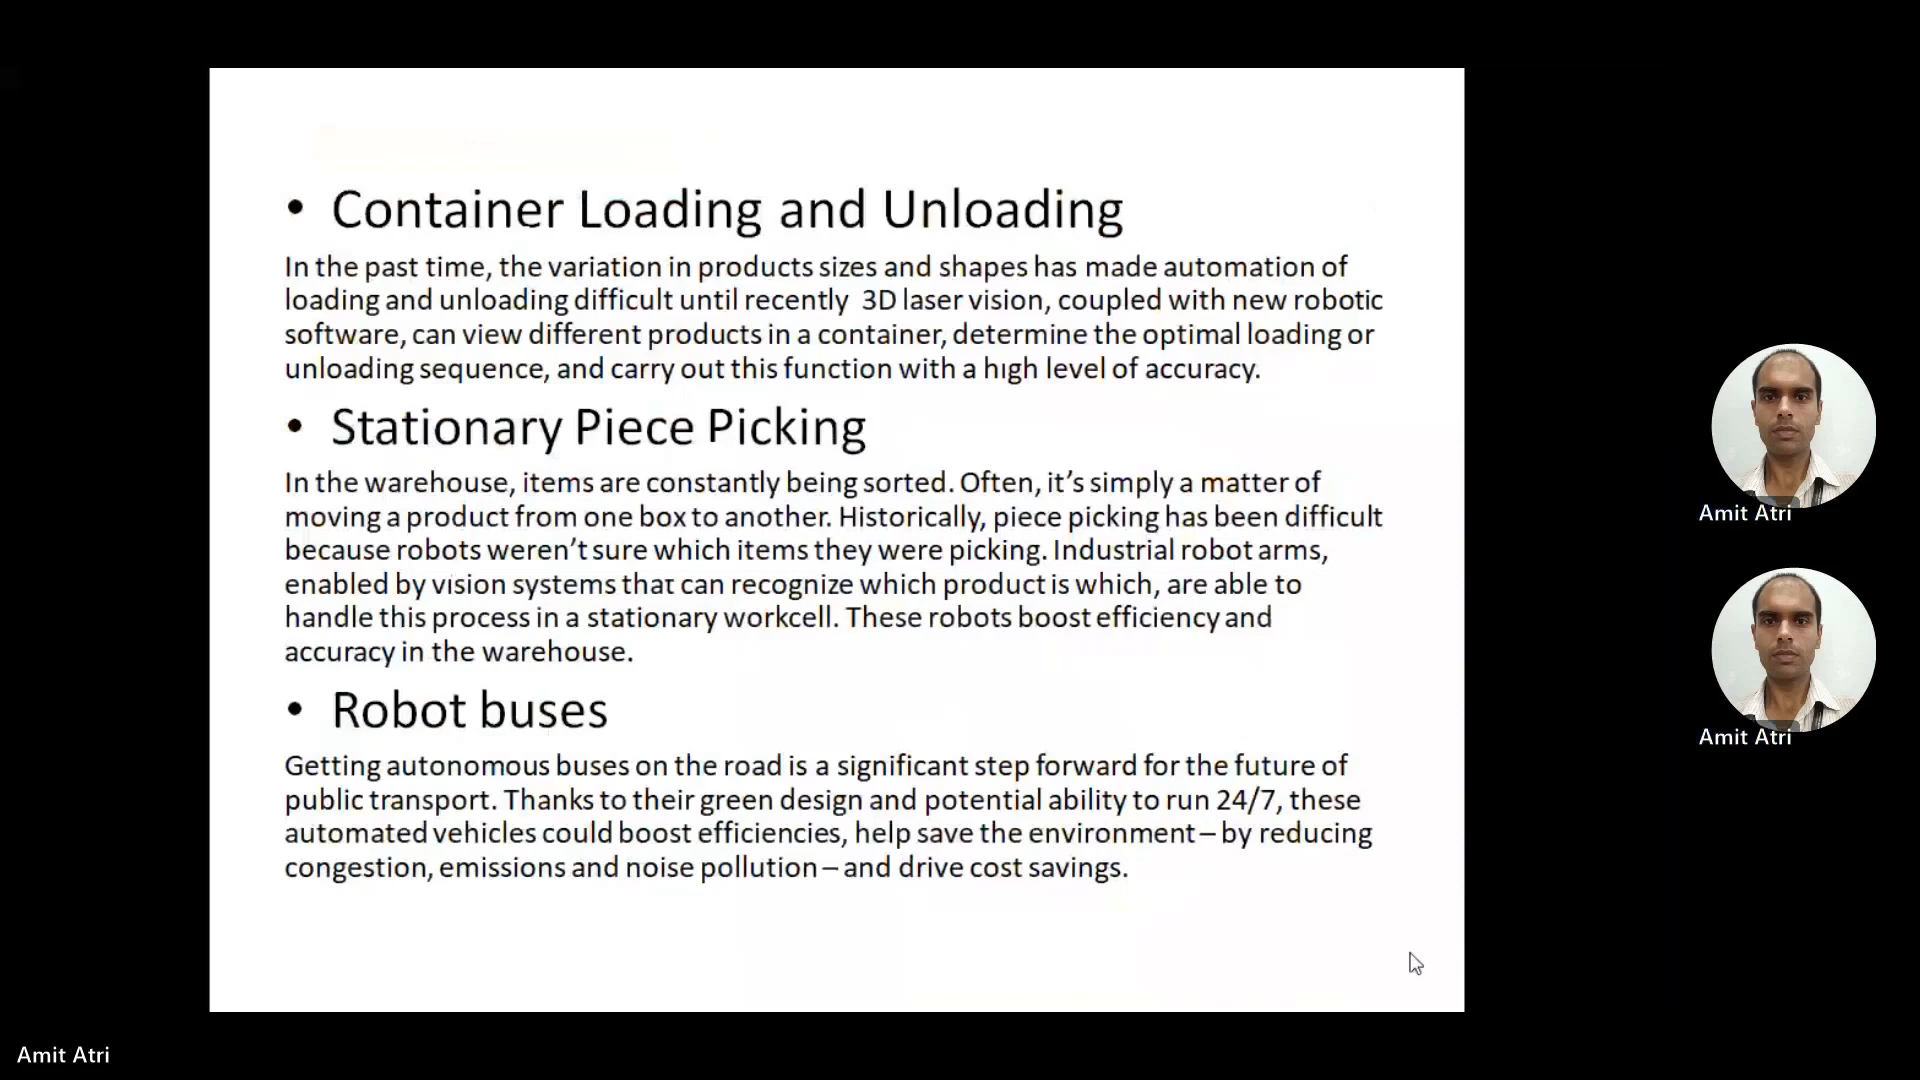 • Container Loading and Unloading
In the past time, the variation in products sizes and shapes has made automation of
loading and unloading difficult until recently 3D laser vision, coupled with new robotic
software, can view different products in a container, determine the optimal loading or
unloading sequence, and carry out this function with a high level of accuracy.
• Stationary Piece Picking
In the warehouse, items are constantly being sorted. Often, it’s simply a matter of
moving a product from one box to another. Historically, piece picking has been difficult
because robots weren’t sure which items they were picking. Industrial robot arms,
enabled by vision systems that can recognize which product is which, are able to
handle this process in a stationary workcell. These robots boost efficiency and
accuracy in the warehouse.
• Robot buses
Getting autonomous buses on the road is a significant step forward for the future of
public transport. Thanks to their green design and potential ability to run 24/7, these
automated vehicles could boost efficiencies, help save the environment – by reducing
congestion, emissions and noise pollution – and drive cost savings.
Amit Atri
Amit Atri
Amit Atri